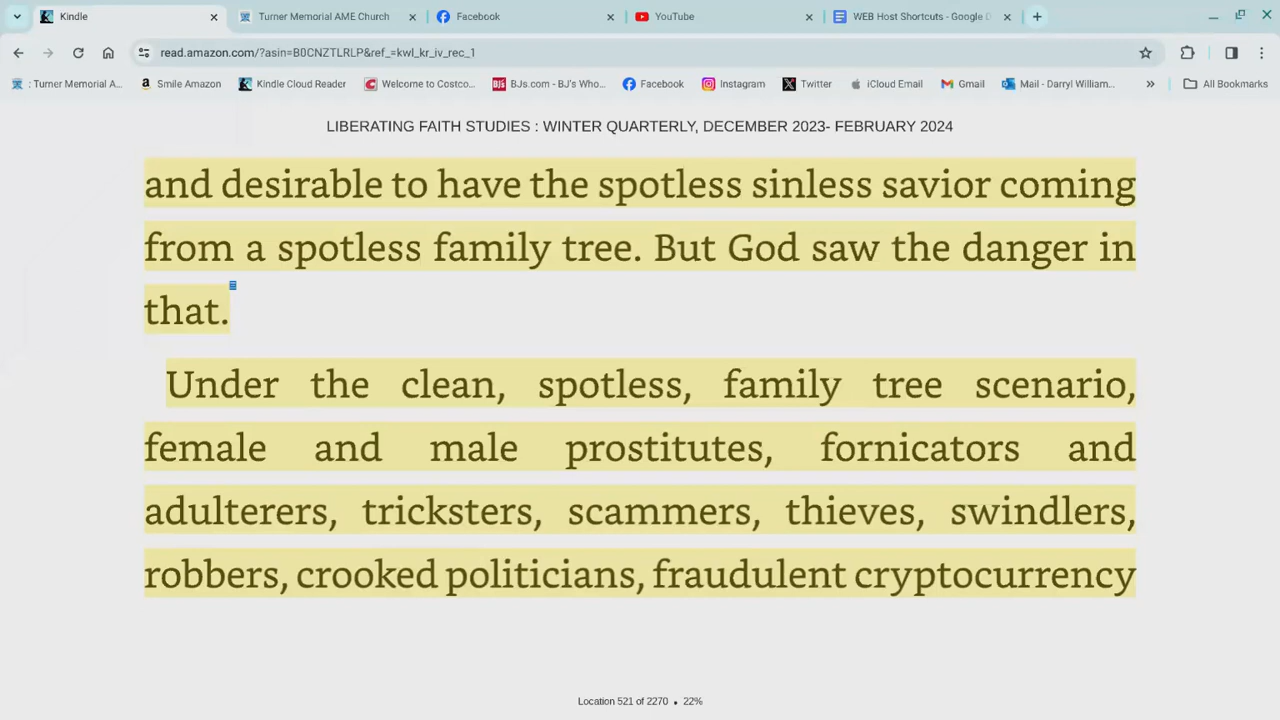 Kindle
Turner Memorial AME Church
Facebook
YouTube
WEB Host Shortcuts - Google D
read.amazon.com/?asin=B0CNZTLRLP&ref_=kwl_kr_iv_rec_1
: Turner Memorial A...
Smile Amazon
Kindle Cloud Reader
Welcome to Costco...
BJs.com - BJ's Who...
Facebook
Instagram
Twitter
iCloud Email
Gmail
Mail - Darryl William...
All Bookmarks
LIBERATING FAITH STUDIES : WINTER QUARTERLY, DECEMBER 2023- FEBRUARY 2024
and desirable to have the spotless sinless savior coming
from a spotless family tree. But God saw the danger in
that.
Under the clean, spotless, family tree scenario,
female and male prostitutes, fornicators and
adulterers, tricksters, scammers, thieves, swindlers,
robbers, crooked politicians, fraudulent cryptocurrency
Location 521 of 2270 • 22%